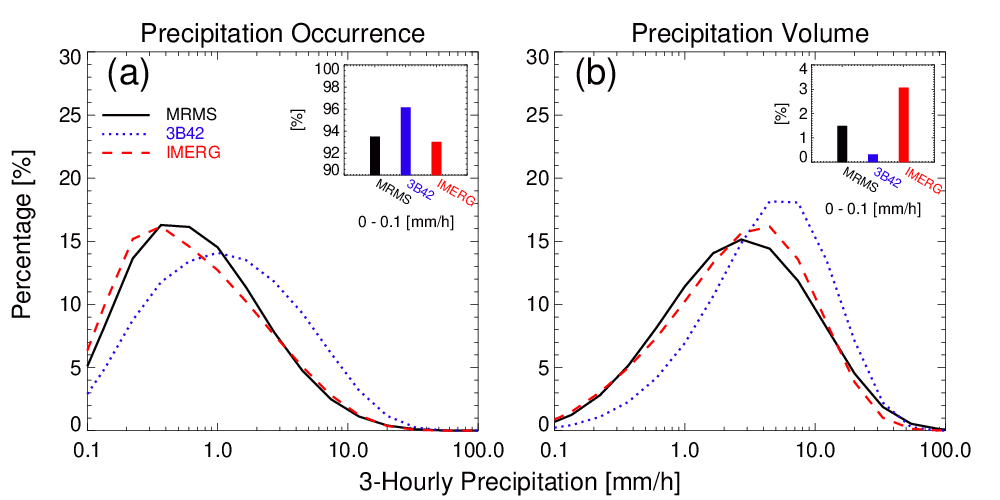 Precipitation Occurrence
Precipitation Volume
(a)
(b)
30
25
20
15
10
5
0
0.1
1.0
10.0
100.0
30
25
20
15
10
5
0
0.1
1.0
10.0
100.0
MRMS
3B42
IMERG
100
98
96
94
92
90
[%]
MRMS
3B42
IMERG
0 - 0.1 [mm/h]
4
3
2
1
0
[%]
MRMS
3B42
IMERG
0 - 0.1 [mm/h]
Percentage [%]
3-Hourly Precipitation [mm/h]